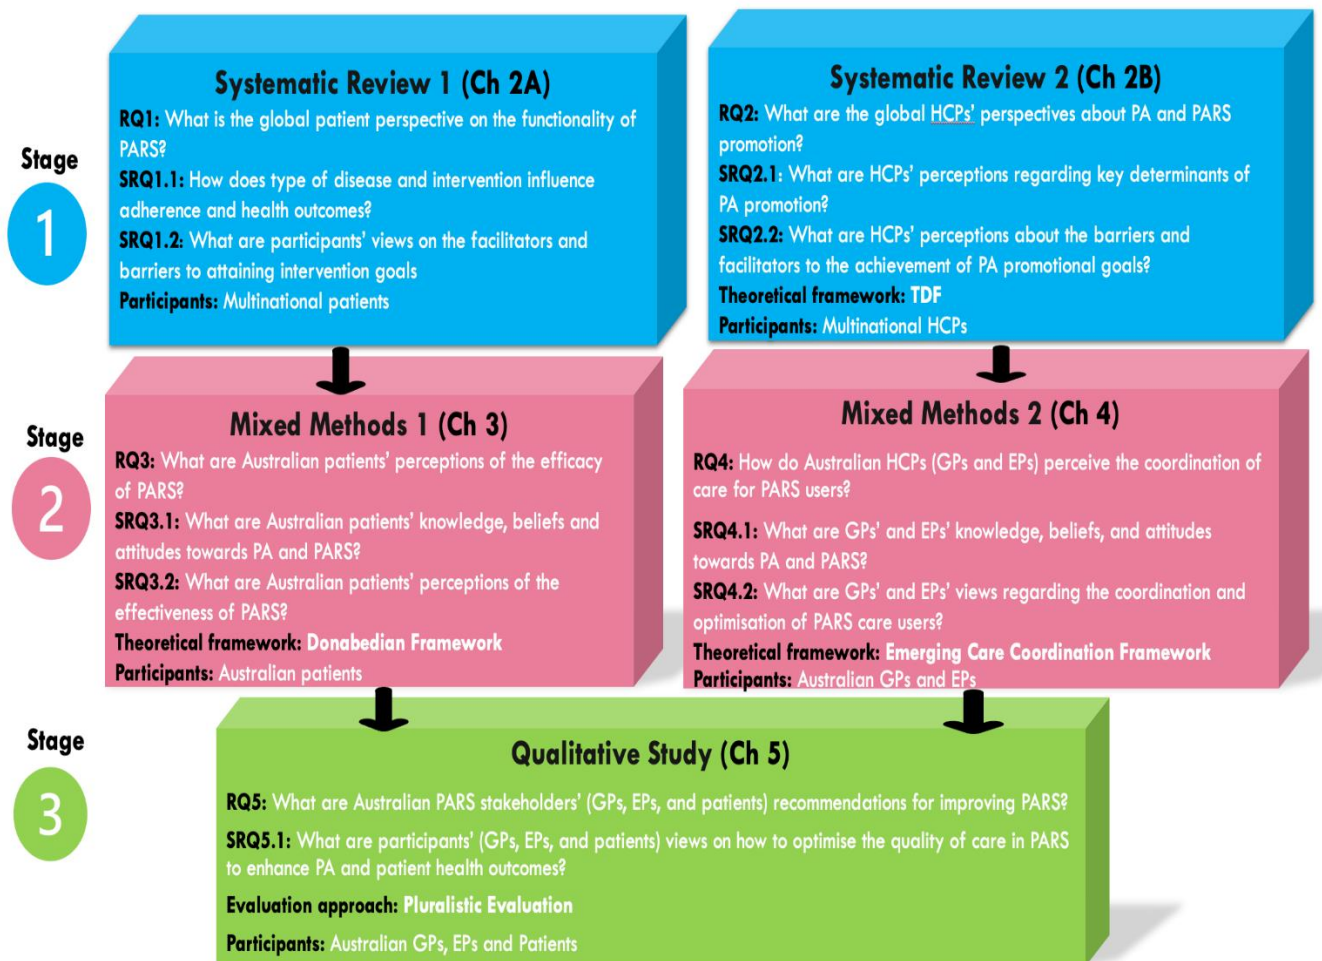 Stage
1
Systematic Review 1 (Ch 2A)
RQ1: What is the global patient perspective on the functionality of
PARS?
SRQ1.1: How does type of disease and intervention influence
adherence and health outcomes?
SRQ1.2: What are participants' views on the facilitators and
barriers to attaining intervention goals
Participants: Multinational patients
Systematic Review 2 (Ch 2B)
RQ2: What are the global HCPs' perspectives about PA and PARS
promotion?
SRQ2.1: What are HCPs' perceptions regarding key determinants of
PA promotion?
SRQ2.2: What are HCPs' perceptions about the barriers and
facilitators to the achievement of PA promotional goals?
Theoretical framework: TDF
Participants: Multinational HCPs
Stage
2
Mixed Methods 1 (Ch 3)
RQ3: What are Australian patients' perceptions of the efficacy
of PARS?
SRQ3.1: What are Australian patients' knowledge, beliefs and
attitudes towards PA and PARS?
SRQ3.2: What are Australian patients' perceptions of the
effectiveness of PARS?
Theoretical framework: Donabedian Framework
Participants: Australian patients
Mixed Methods 2 (Ch 4)
RQ4: How do Australian HCPs (GPs and EPs) perceive the coordination of
care for PARS users?
SRQ4.1: What are GPs' and EPs' knowledge, beliefs, and attitudes
towards PA and PARS?
SRQ4.2: What are GPs' and EPs' views regarding the coordination and
optimisation of PARS care users?
Theoretical framework: Emerging Care Coordination Framework
Participants: Australian GPs and EPs
Stage
3
Qualitative Study (Ch 5)
RQ5: What are Australian PARS stakeholders' (GPs, EPs, and patients) recommendations for improving PARS?
SRQ5.1: What are participants' (GPs, EPs, and patients) views on how to optimise the quality of care in PARS
to enhance PA and patient health outcomes?
Evaluation approach: Pluralistic Evaluation
Participants: Australian GPs, EPs and Patients